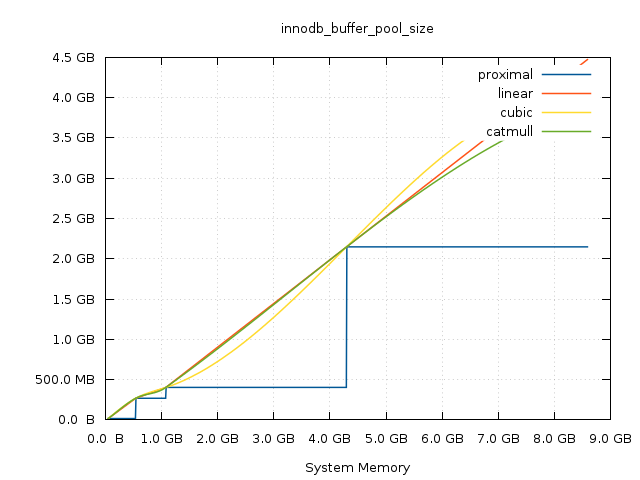 innodb_buffer_pool_size
4.5 GB
4.0 GB
3.5 GB
3.0 GB
2.5 GB
2.0 GB
1.5 GB
1.0 GB
500.0 MB
0.0 B
proximal
linear
cubic
catmull
0.0 B 1.0 GB 2.0 GB 3.0 GB 4.0 GB 5.0 GB 6.0 GB 7.0 GB 8.0 GB 9.0 GB
System Memory